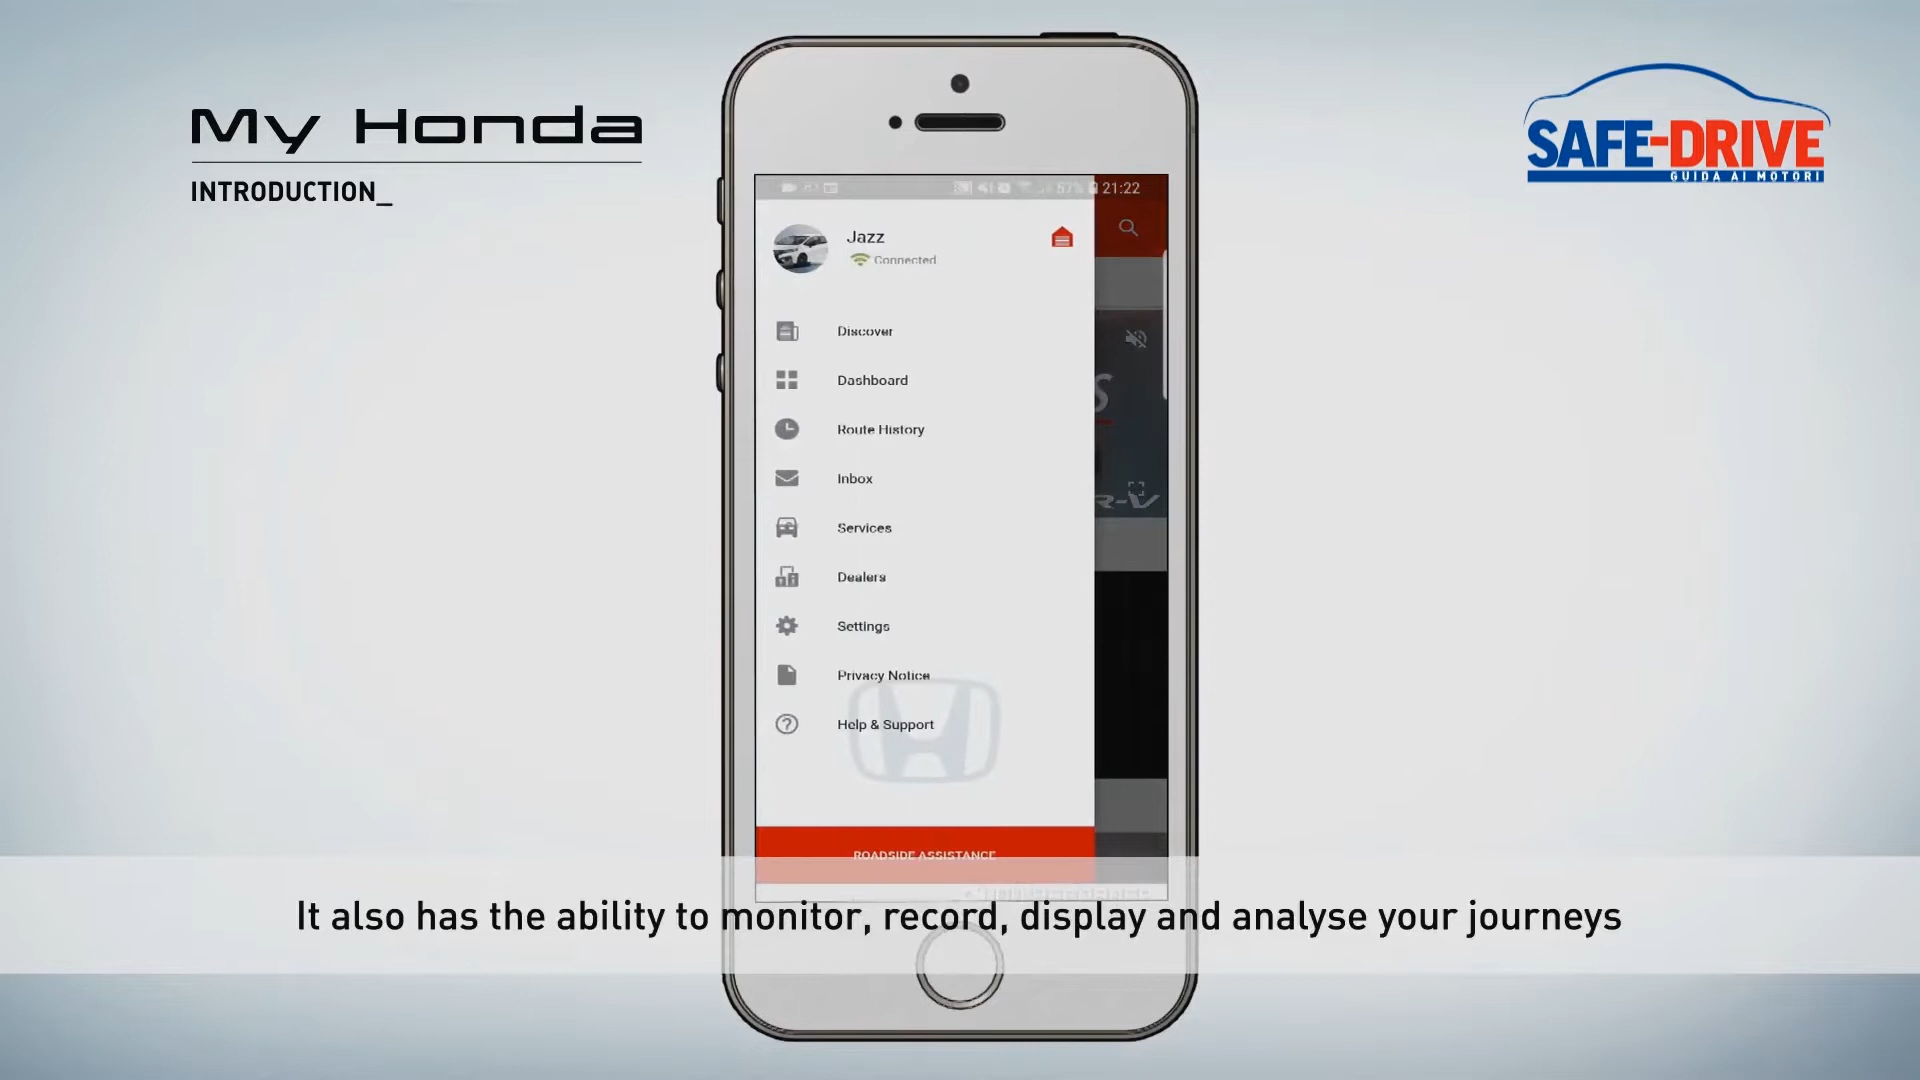 My Honda
INTRODUCTION_
SAFE-DRIVE
GUIDA AI MOTORI
57% 21:22
Jazz
Connected
Discover
Dashboard
Route History
Inbox
Services
Dealers
Settings
Privacy Notice
Help & Support
R-V
ROADSIDE ASSISTANCE
It also has the ability to monitor, record, display and analyse your journeys